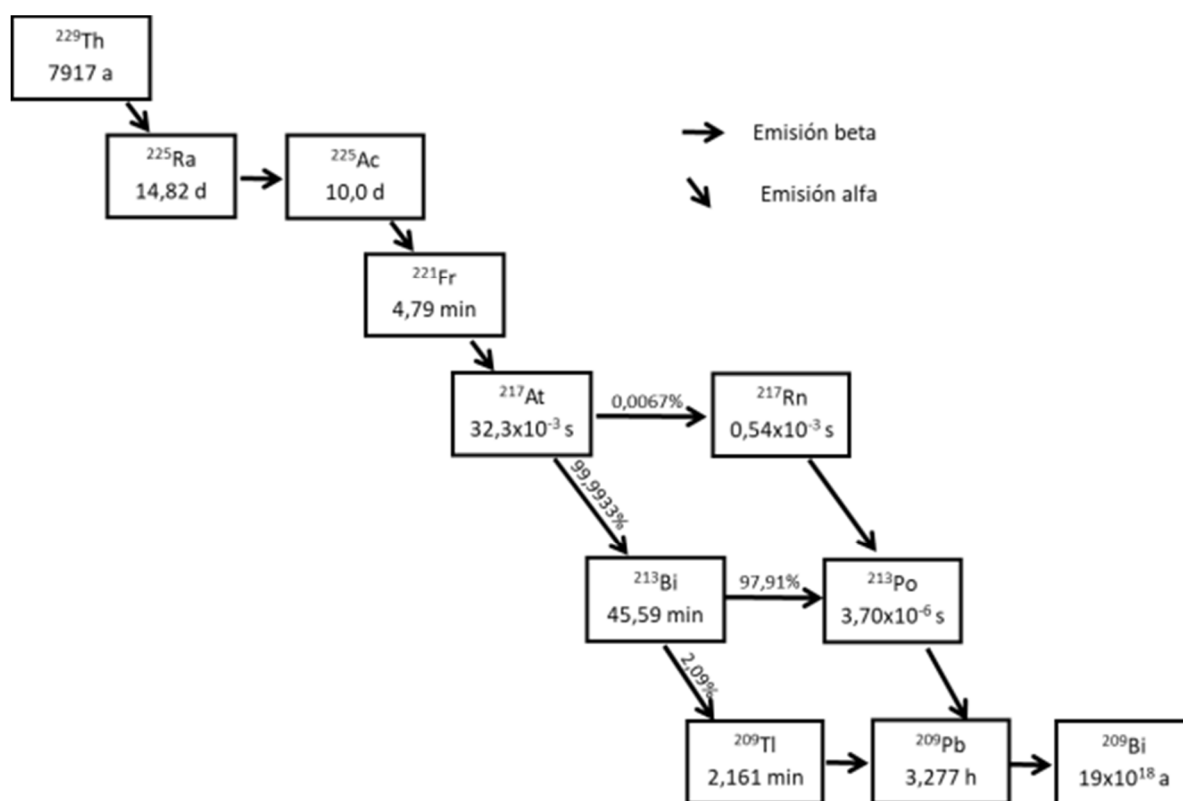 ²²⁹Th
7917 a
²²⁵Ra
14,82 d
²²⁵Ac
10,0 d
Emisión beta
Emisión alfa
²²¹Fr
4,79 min
²¹⁷At
32,3x10⁻³ s
0,0067%
²¹⁷Rn
0,54x10⁻³ s
99,9933%
²¹³Bi
45,59 min
97,91%
²¹³Po
3,70x10⁻⁶ s
2,09%
²⁰⁹Tl
2,161 min
²⁰⁹Pb
3,277 h
²⁰⁹Bi
19x10¹⁸ a